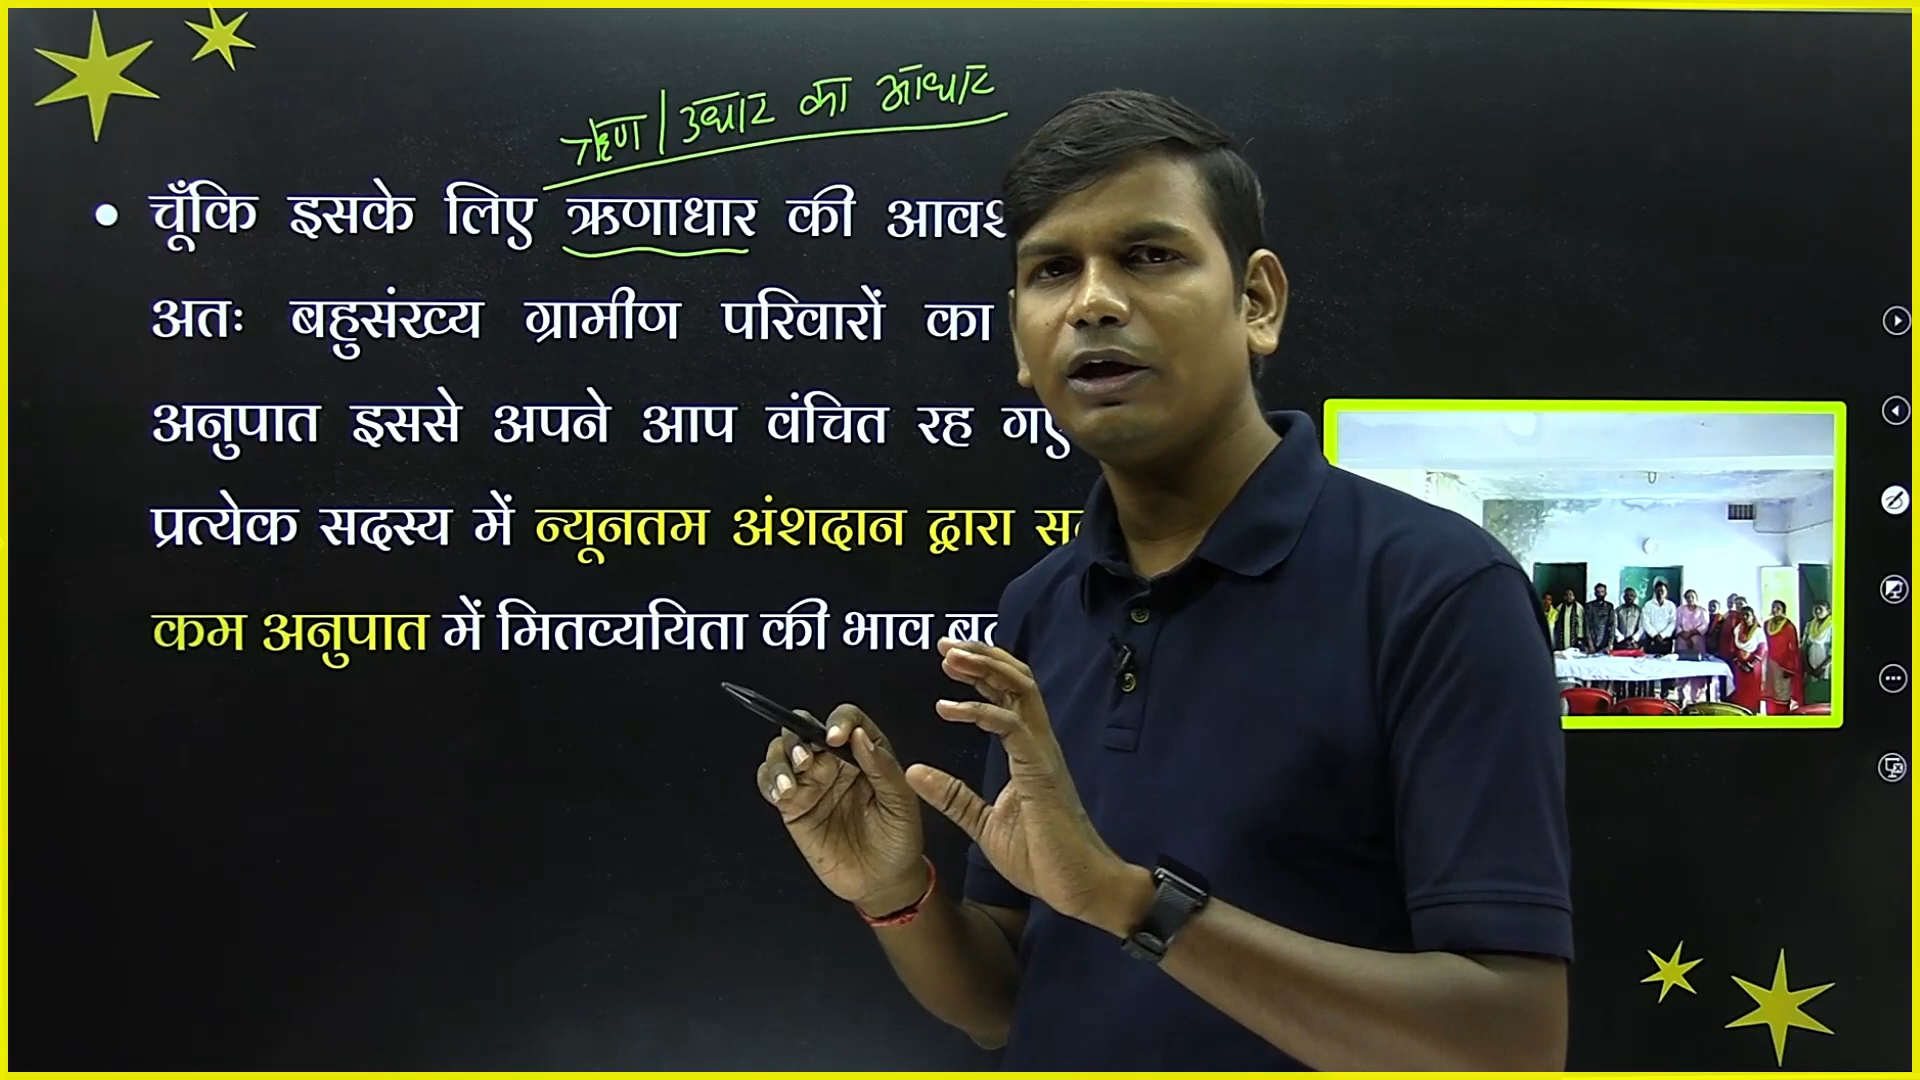 ऋण | उधार का आधार
• चूँकि इसके लिए ऋणाधार की
अतः बहुसंख्य ग्रामीण परिवारों का
अनुपात इससे अपने आप वंचित रह गए
प्रत्येक सदस्य में न्यूनतम अंशदान द्वारा
कम अनुपात में मितव्ययिता की भाव